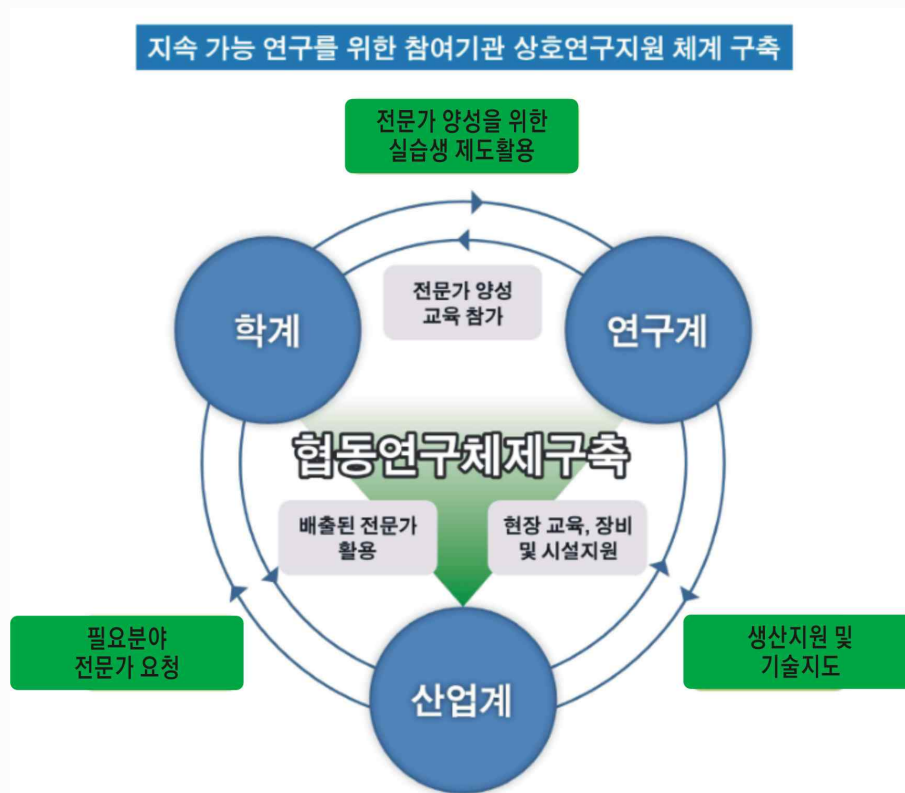 지속 가능 연구를 위한 참여기관 상호연구지원 체계 구축
전문가 양성을 위한
실습생 제도활용
전문가 양성
교육 참가
학계
연구계
협동연구체제구축
배출된 전문가
활용
현장 교육, 장비
및 시설지원
필요분야
전문가 요청
생산지원 및
기술지도
산업계